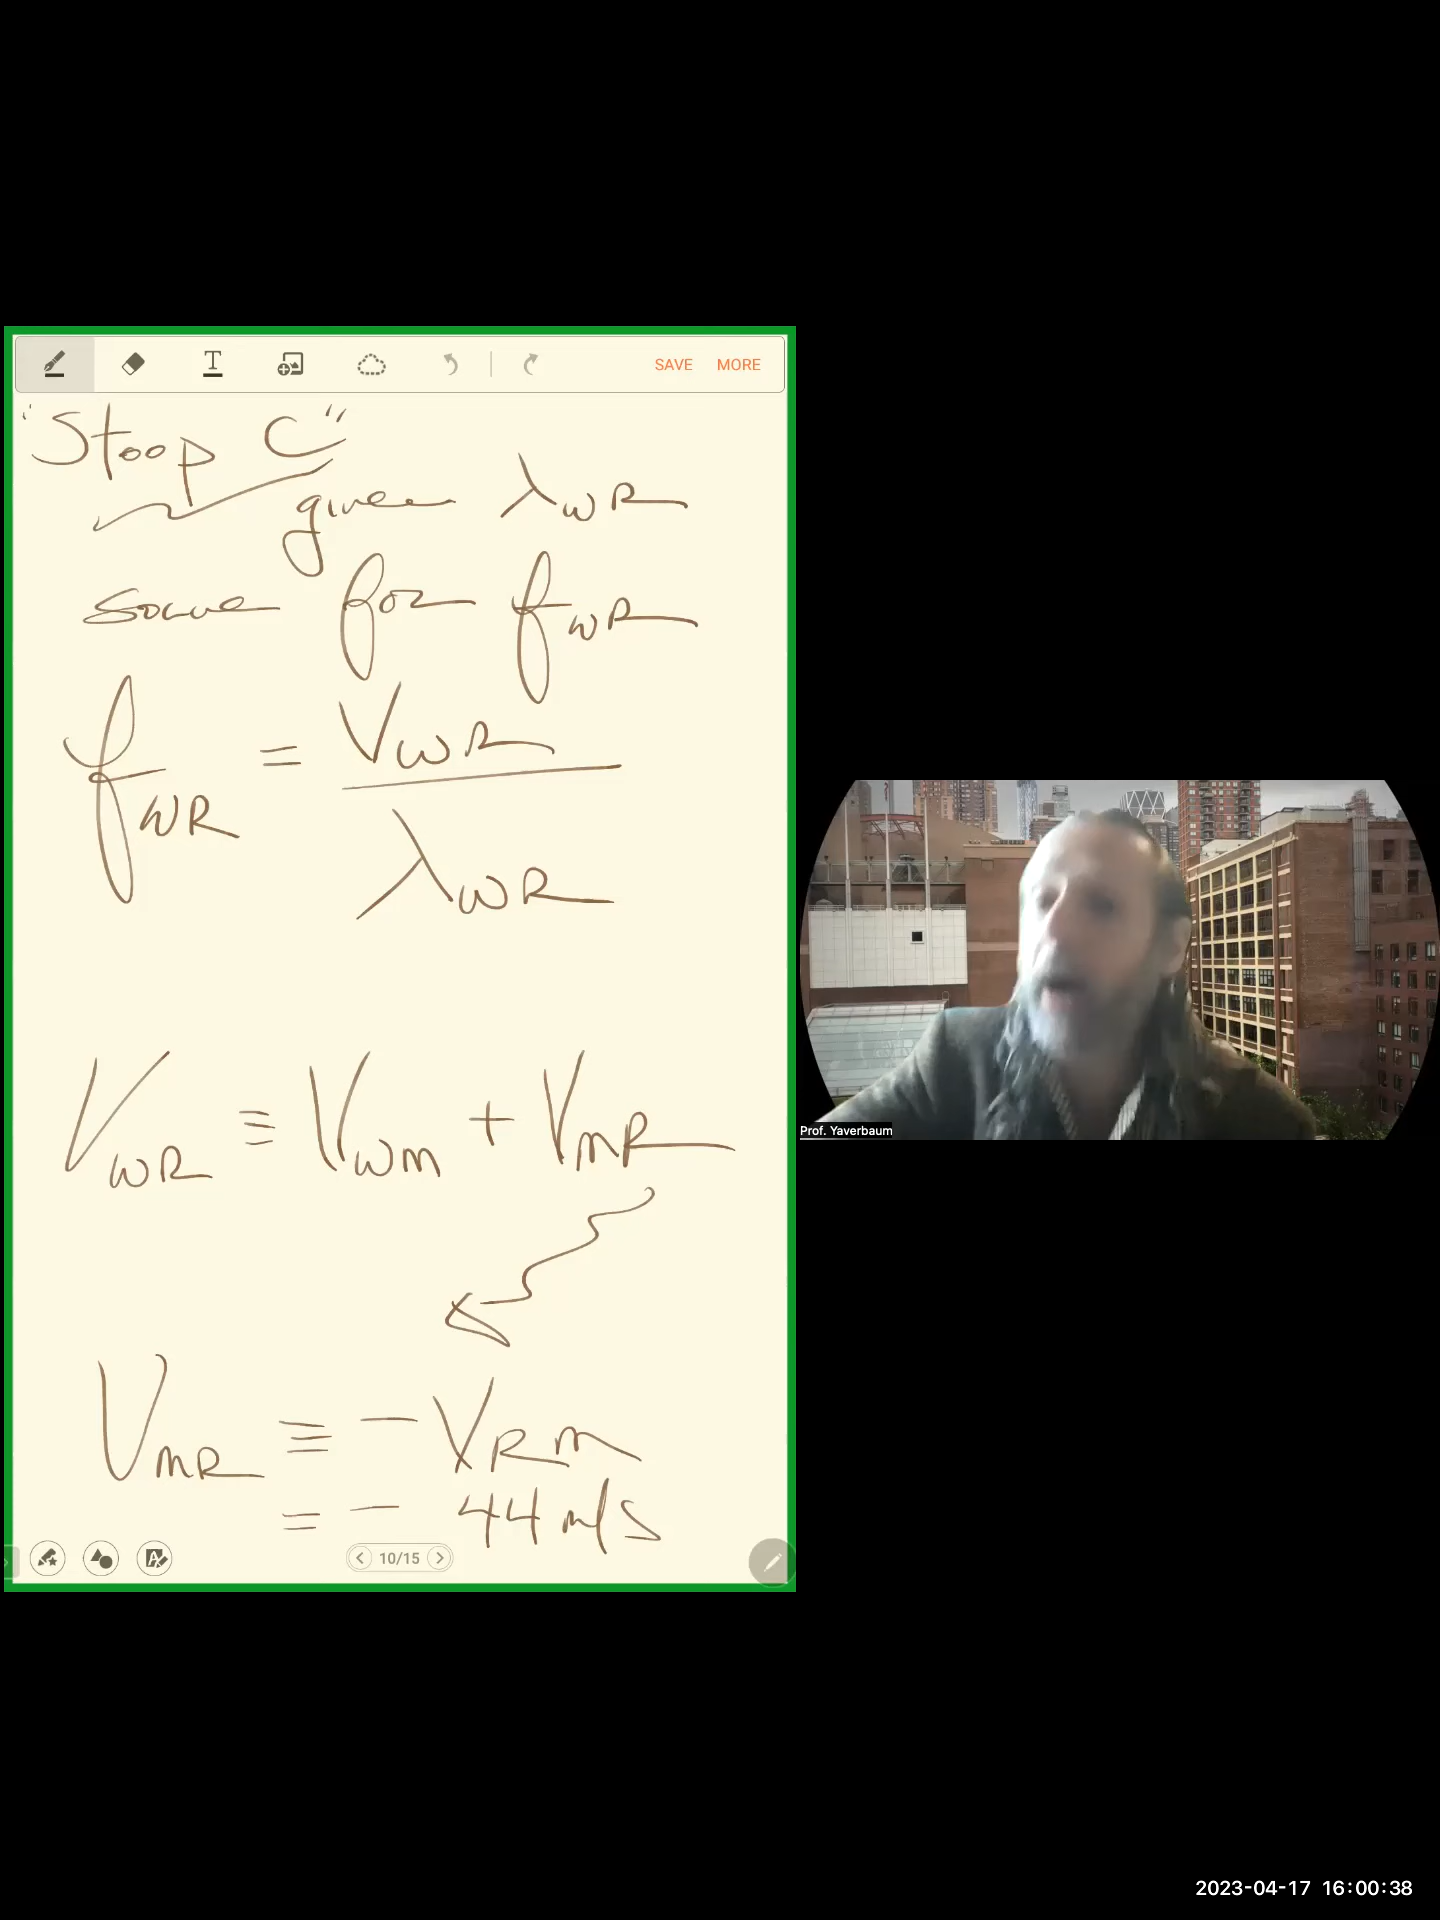 SAVE MORE
"Stoop C"
given λWR
solve for fWR
fWR = VWR / λWR
VWR ≡ VWM + VMR
VMR ≡ - VRM
= - 44 m/s
10/15
Prof. Yaverbaum
2023-04-17 16:00:38